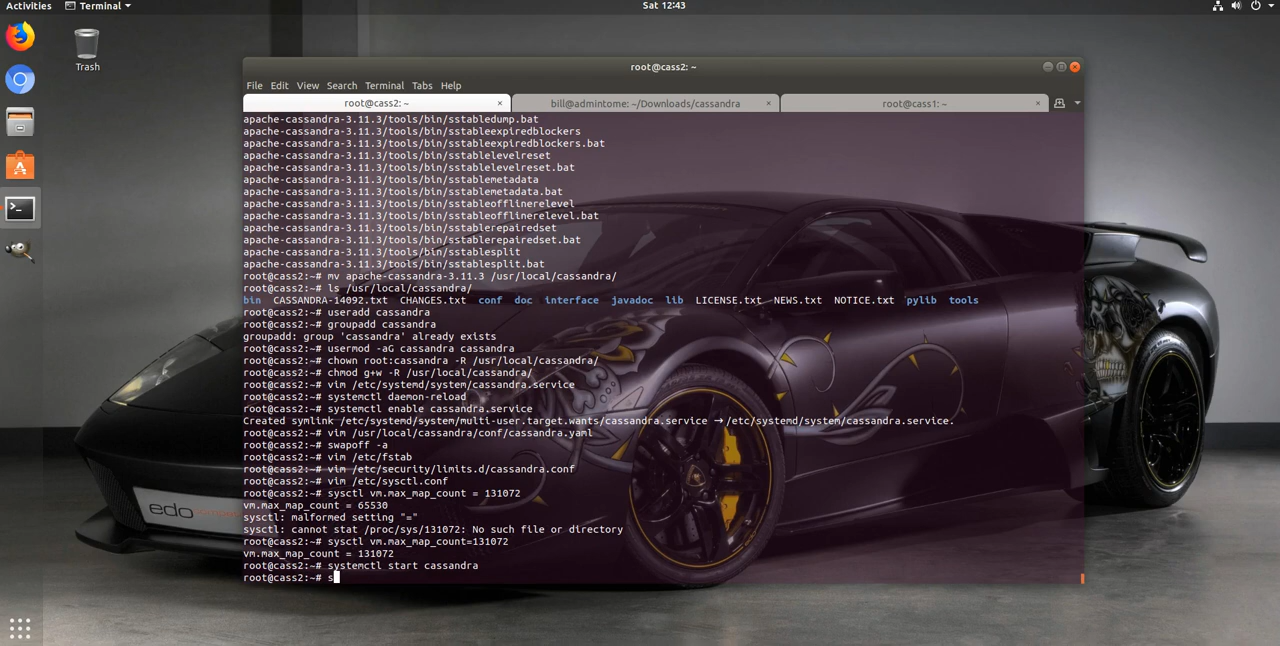 Activities Terminal Sat 12:43
Trash
root@cass2: ~
File Edit View Search Terminal Tabs Help
root@cass2: ~ × bill@admintome: ~/Downloads/cassandra × root@cass1: ~ ×
apache-cassandra-3.11.3/tools/bin/sstabledump.bat
apache-cassandra-3.11.3/tools/bin/sstableexpiredblockers
apache-cassandra-3.11.3/tools/bin/sstableexpiredblockers.bat
apache-cassandra-3.11.3/tools/bin/sstablelevelreset
apache-cassandra-3.11.3/tools/bin/sstablelevelreset.bat
apache-cassandra-3.11.3/tools/bin/sstablemetadata
apache-cassandra-3.11.3/tools/bin/sstablemetadata.bat
apache-cassandra-3.11.3/tools/bin/sstableofflinerelevel
apache-cassandra-3.11.3/tools/bin/sstableofflinerelevel.bat
apache-cassandra-3.11.3/tools/bin/sstablerepairedset
apache-cassandra-3.11.3/tools/bin/sstablerepairedset.bat
apache-cassandra-3.11.3/tools/bin/sstablesplit
apache-cassandra-3.11.3/tools/bin/sstablesplit.bat
root@cass2:~# mv apache-cassandra-3.11.3 /usr/local/cassandra/
root@cass2:~# ls /usr/local/cassandra/
bin CASSANDRA-14092.txt CHANGES.txt conf doc interface javadoc lib LICENSE.txt NEWS.txt NOTICE.txt pylib tools
root@cass2:~# useradd cassandra
root@cass2:~# groupadd cassandra
groupadd: group 'cassandra' already exists
root@cass2:~# usermod -aG cassandra cassandra
root@cass2:~# chown root:cassandra -R /usr/local/cassandra/
root@cass2:~# chmod g+w -R /usr/local/cassandra/
root@cass2:~# vim /etc/systemd/system/cassandra.service
root@cass2:~# systemctl daemon-reload
root@cass2:~# systemctl enable cassandra.service
Created symlink /etc/systemd/system/multi-user.target.wants/cassandra.service → /etc/systemd/system/cassandra.service.
root@cass2:~# vim /usr/local/cassandra/conf/cassandra.yaml
root@cass2:~# swapoff -a
root@cass2:~# vim /etc/fstab
root@cass2:~# vim /etc/security/limits.d/cassandra.conf
root@cass2:~# vim /etc/sysctl.conf
root@cass2:~# sysctl vm.max_map_count = 131072
vm.max_map_count = 65530
sysctl: malformed setting "="
sysctl: cannot stat /proc/sys/131072: No such file or directory
root@cass2:~# sysctl vm.max_map_count=131072
vm.max_map_count = 131072
root@cass2:~# systemctl start cassandra
root@cass2:~# s
edo